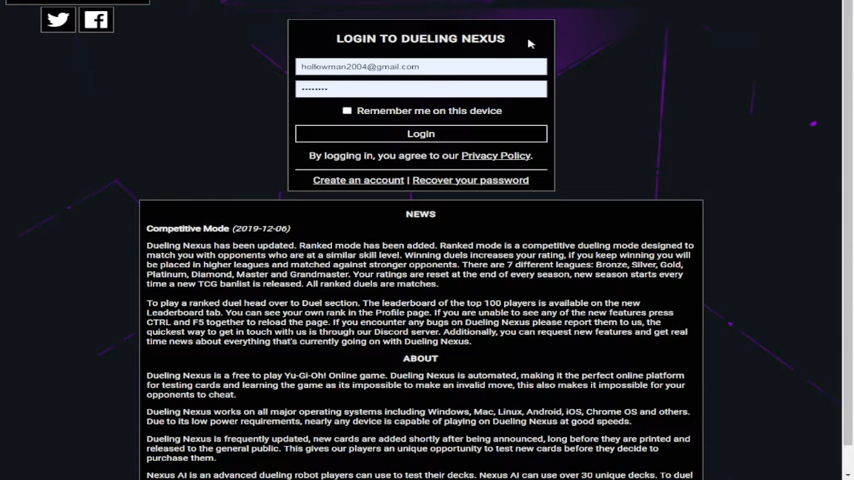 LOGIN TO DUELING NEXUS
hollowman2004@gmail.com
••••••••
Remember me on this device
Login
By logging in, you agree to our Privacy Policy.
Create an account | Recover your password
NEWS
Competitive Mode (2019-12-06)
Dueling Nexus has been updated. Ranked mode has been added. Ranked mode is a competitive dueling mode designed to
match you with opponents who are at a similar skill level. Winning duels increases your rating, if you keep winning you will
be placed in higher leagues and matched against stronger opponents. There are 7 different leagues: Bronze, Silver, Gold,
Platinum, Diamond, Master and Grandmaster. Your ratings are reset at the end of every season, new season starts every
time a new TCG banlist is released. All ranked duels are matches.
To play a ranked duel head over to Duel section. The leaderboard of the top 100 players is available on the new
Leaderboard tab. You can see your own rank in the Profile page. If you are unable to see any of the new features press
CTRL and F5 together to reload the page. If you encounter any bugs on Dueling Nexus please report them to us, the
quickest way to get in touch with us is through our Discord server. Additionally, you can request new features and get real
time news about everything that's currently going on with Dueling Nexus.
ABOUT
Dueling Nexus is a free to play Yu-Gi-Oh! Online game. Dueling Nexus is automated, making it the perfect online platform
for testing cards and learning the game as its impossible to make an invalid move, this also makes it impossible for your
opponents to cheat.
Dueling Nexus works on all major operating systems including Windows, Mac, Linux, Android, iOS, Chrome OS and others.
Due to its low power requirements, nearly any device is capable of playing on Dueling Nexus at good speeds.
Dueling Nexus is frequently updated, new cards are added shortly after being announced, long before they are printed and
released to the general public. This gives our players an unique opportunity to test new cards before they decide to
purchase them.
Nexus AI is an advanced dueling robot players can use to test their decks. Nexus AI can use over 30 unique decks. To duel